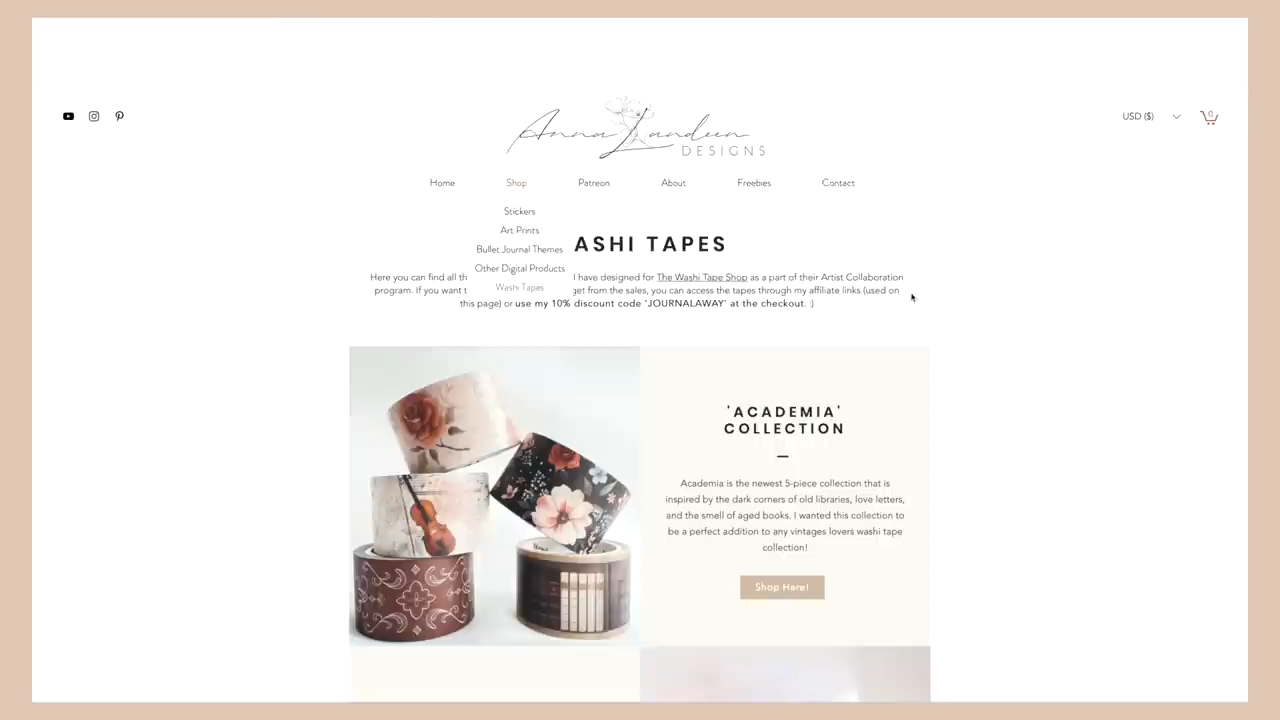 USD ($)
0
Anna Landeen
DESIGNS
Home Shop Patreon About Freebies Contact
Stickers
Art Prints
Bullet Journal Themes
Other Digital Products
Washi Tapes
ASHI TAPES
Here you can find all th I have designed for The Washi Tape Shop as a part of their Artist Collaboration
program. If you want t get from the sales, you can access the tapes through my affiliate links (used on
this page) or use my 10% discount code 'JOURNALAWAY' at the checkout. :)
'ACADEMIA'
COLLECTION
Academia is the newest 5-piece collection that is
inspired by the dark corners of old libraries, love letters,
and the smell of aged books. I wanted this collection to
be a perfect addition to any vintages lovers washi tape
collection!
Shop Here!